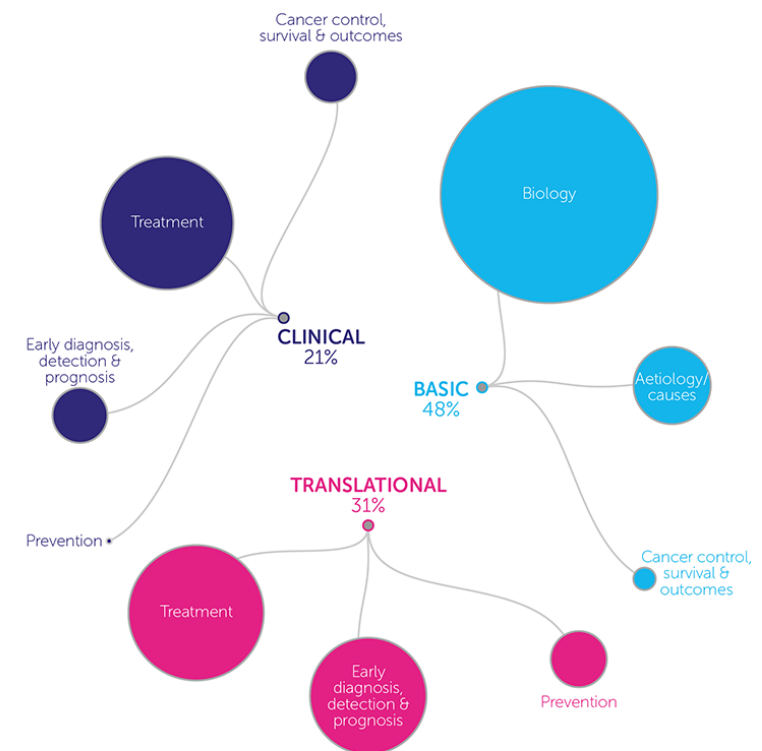 Cancer control,
survival & outcomes
Treatment
Early diagnosis,
detection &
prognosis
Prevention
CLINICAL
21%
Biology
BASIC
48%
Aetiology/
causes
Cancer control,
survival &
outcomes
TRANSLATIONAL
31%
Treatment
Early
diagnosis,
detection &
prognosis
Prevention